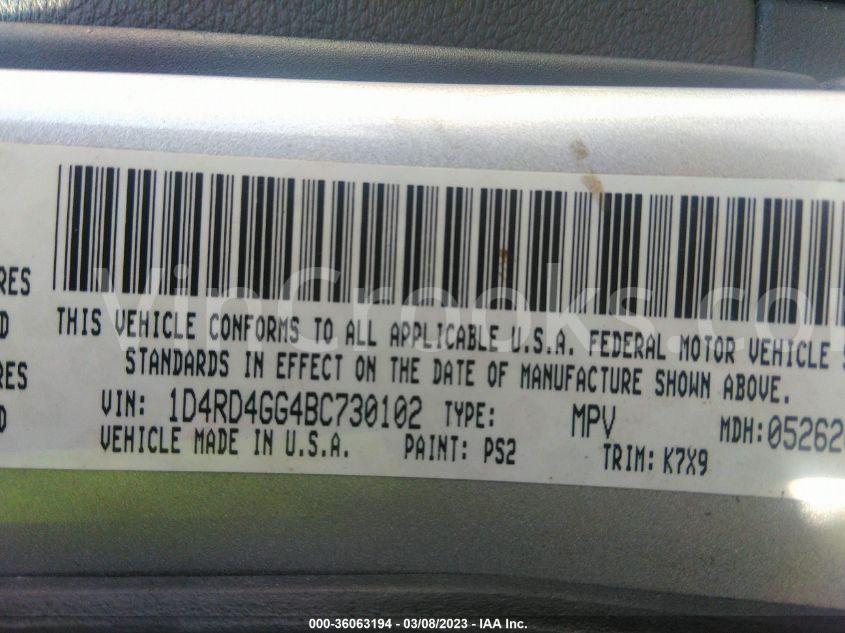 RES
D
RES
D
THIS VEHICLE CONFORMS TO ALL APPLICABLE U.S.A. FEDERAL MOTOR VEHICLE S
STANDARDS IN EFFECT ON THE DATE OF MANUFACTURE SHOWN ABOVE.
VIN: 1D4RD4GG4BC730102 TYPE: MPV MDH:05262
VEHICLE MADE IN U.S.A. PAINT: PS2 TRIM: K7X9
VinCrooks.co
000-36063194 — 03/08/2023 — IAA Inc.